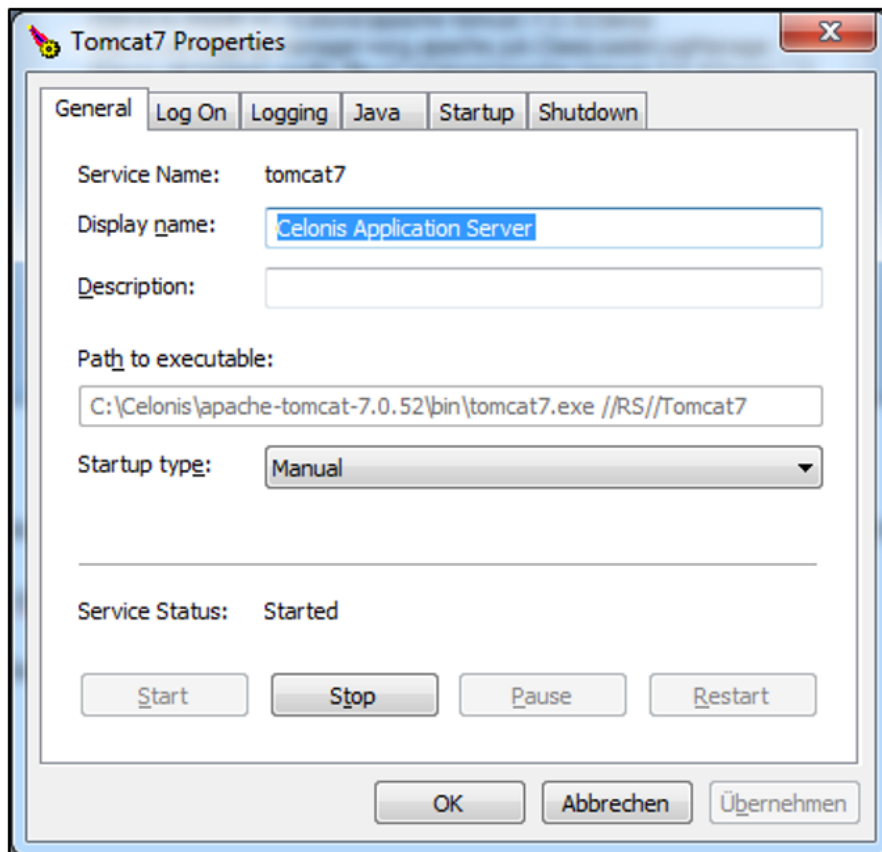 Tomcat7 Properties
General Log On Logging Java Startup Shutdown
Service Name: tomcat7
Display name: Celonis Application Server
Description:
Path to executable:
C:\Celonis\apache-tomcat-7.0.52\bin\tomcat7.exe //RS//Tomcat7
Startup type: Manual
Service Status: Started
Start Stop Pause Restart
OK Abbrechen Übernehmen